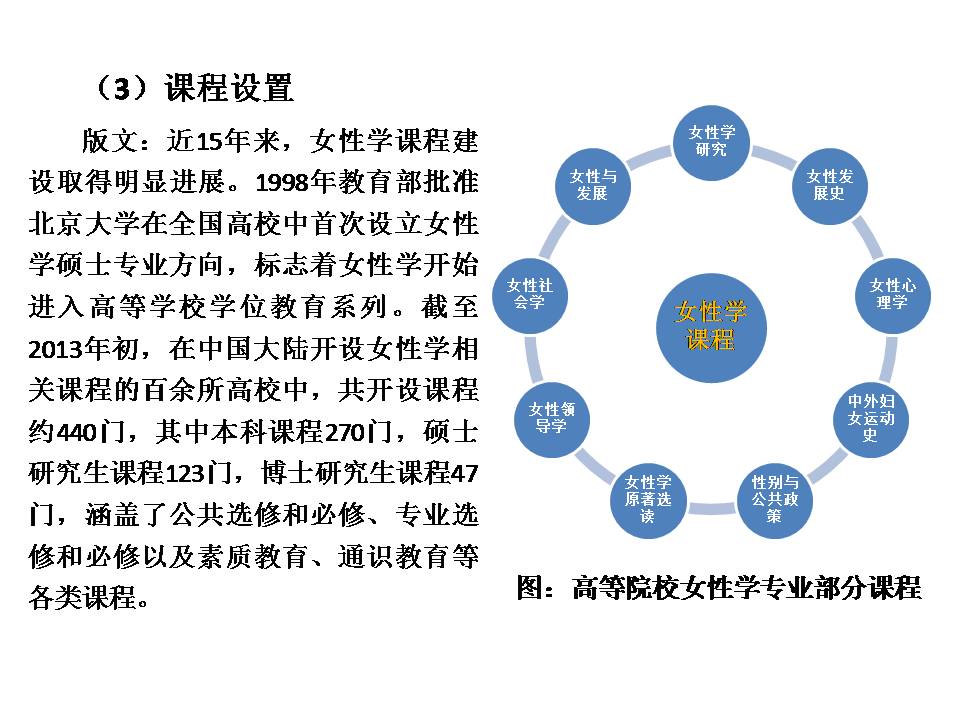 （3）课程设置
版文：近15年来，女性学课程建
设取得明显进展。1998年教育部批准
北京大学在全国高校中首次设立女性
学硕士专业方向，标志着女性学开始
进入高等学校学位教育系列。截至
2013年初，在中国大陆开设女性学相
关课程的百余所高校中，共开设课程
约440门，其中本科课程270门，硕士
研究生课程123门，博士研究生课程47
门，涵盖了公共选修和必修、专业选
修和必修以及素质教育、通识教育等
各类课程。
女性学
研究
女性发
展史
女性心
理学
中外妇
女运动
史
性别与
公共政
策
女性学
原著选
读
女性领
导学
女性社
会学
女性与
发展
女性学
课程
图：高等院校女性学专业部分课程